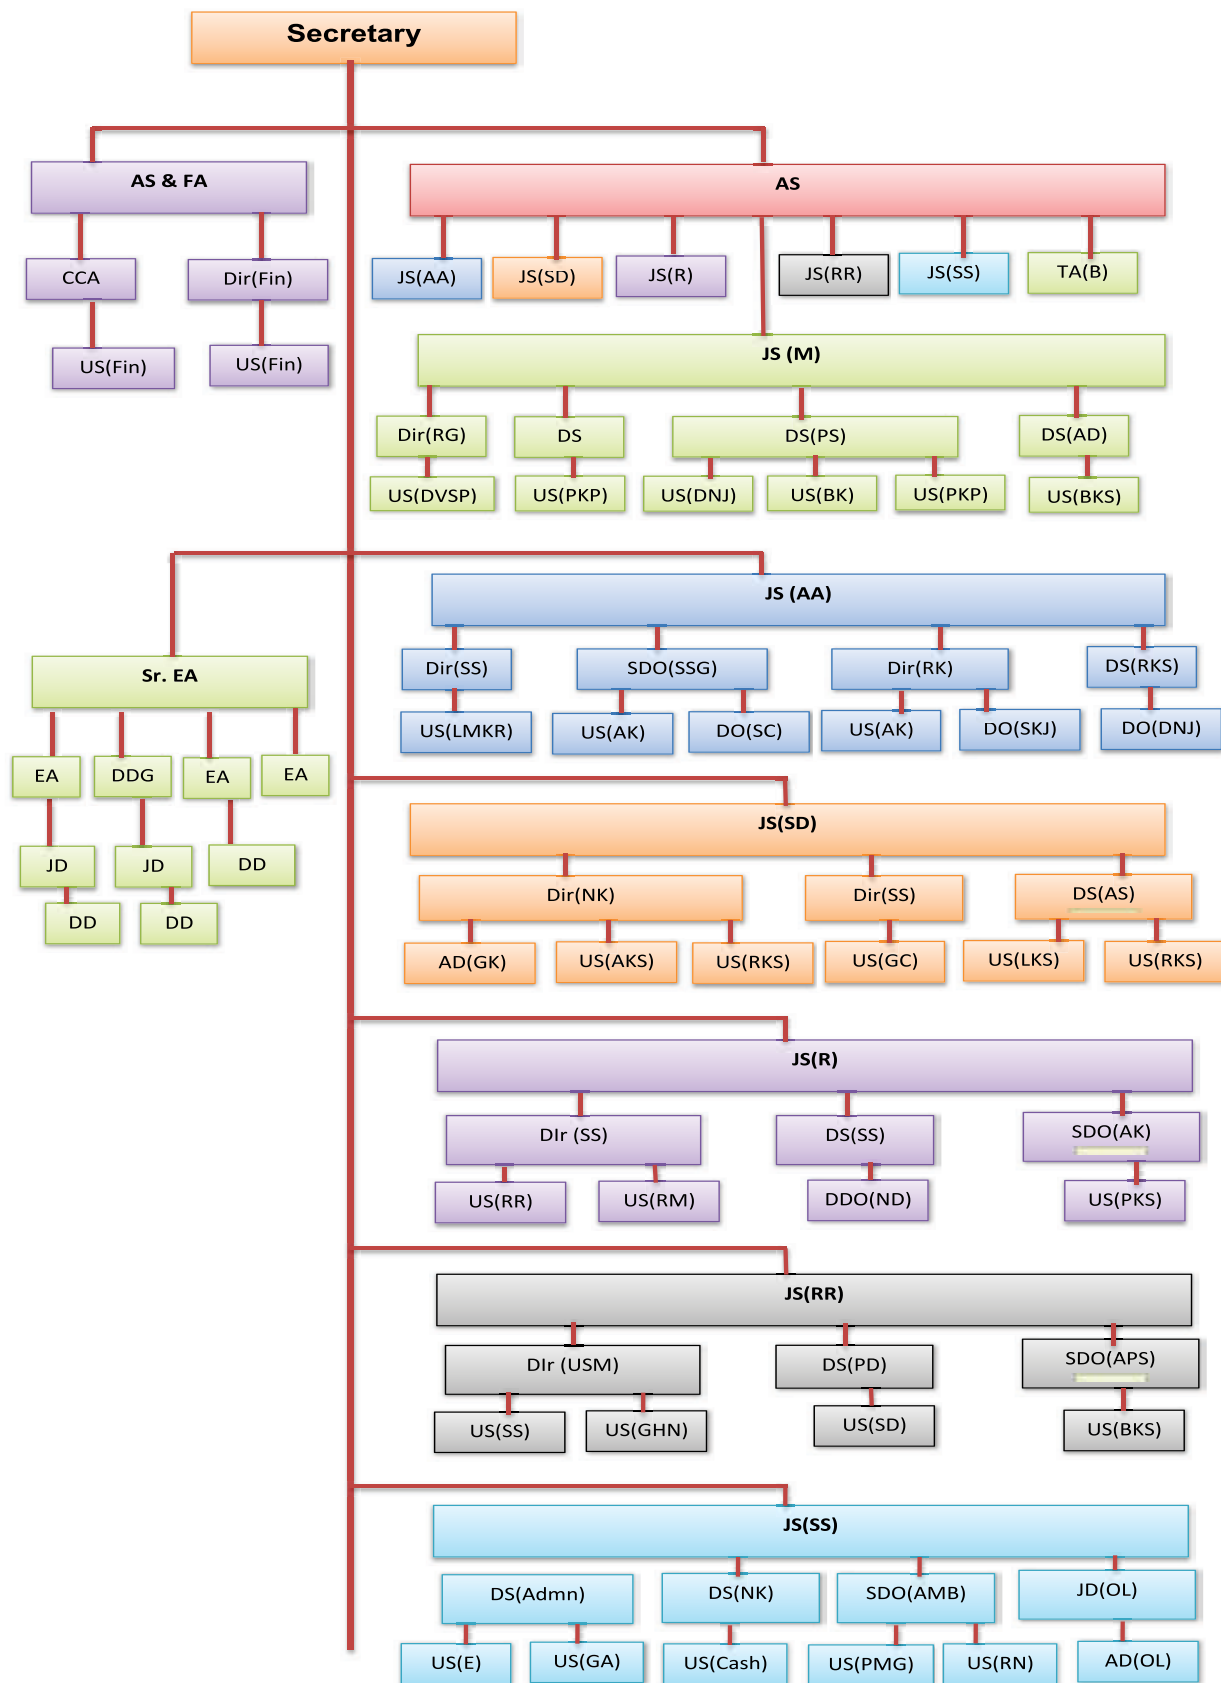 Secretary
AS & FA
AS
CCA
Dir(Fin)
JS(AA)
JS(SD)
JS(R)
JS(RR)
JS(SS)
TA(B)
US(Fin)
US(Fin)
JS (M)
Dir(RG)
DS
DS(PS)
DS(AD)
US(DVSP)
US(PKP)
US(DNJ)
US(BK)
US(PKP)
US(BKS)
JS (AA)
Dir(SS)
SDO(SSG)
Dir(RK)
DS(RKS)
US(LMKR)
US(AK)
DO(SC)
US(AK)
DO(SKJ)
DO(DNJ)
Sr. EA
EA
DDG
EA
EA
JD
JD
DD
DD
DD
JS(SD)
Dir(NK)
Dir(SS)
DS(AS)
AD(GK)
US(AKS)
US(RKS)
US(GC)
US(LKS)
US(RKS)
JS(R)
DIr (SS)
DS(SS)
SDO(AK)
US(RR)
US(RM)
DDO(ND)
US(PKS)
JS(RR)
DIr (USM)
DS(PD)
SDO(APS)
US(SS)
US(GHN)
US(SD)
US(BKS)
JS(SS)
DS(Admn)
DS(NK)
SDO(AMB)
JD(OL)
US(E)
US(GA)
US(Cash)
US(PMG)
US(RN)
AD(OL)